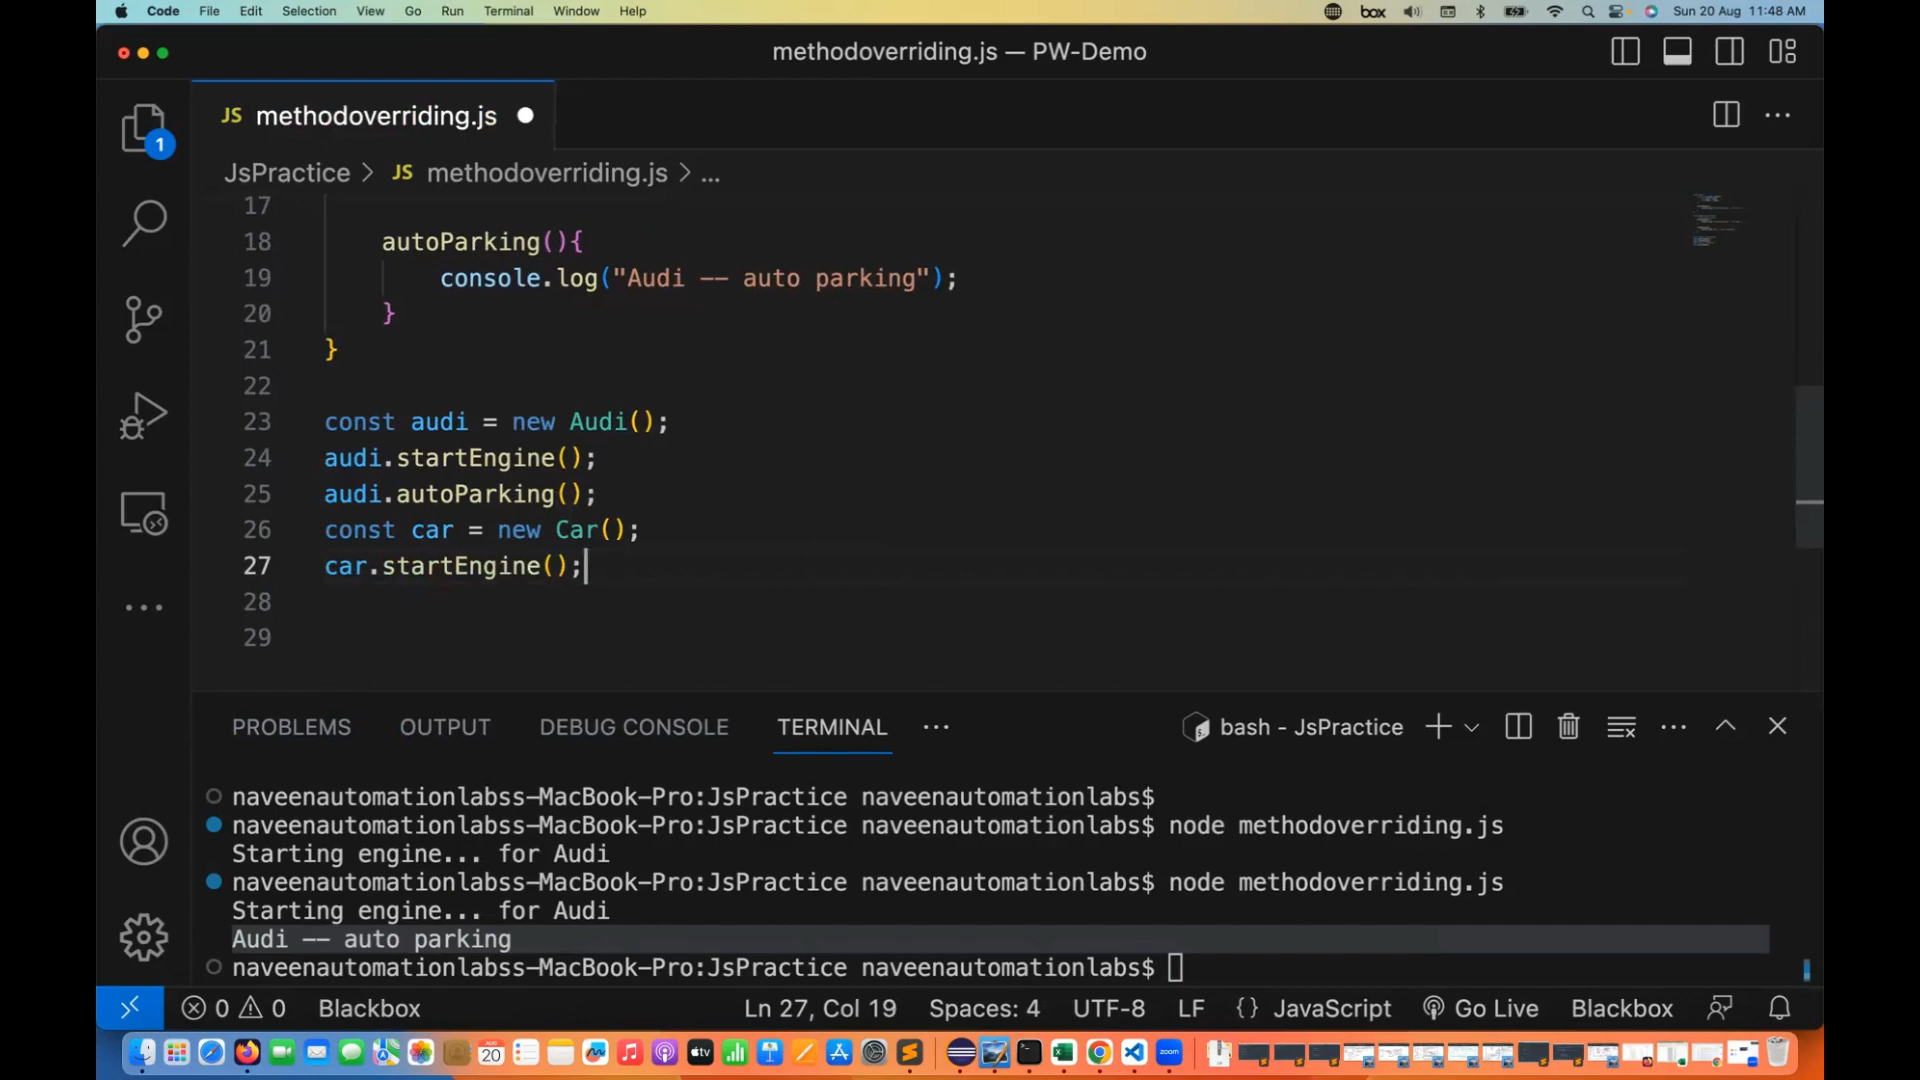 Code File Edit Selection View Go Run Terminal Window Help box Sun 20 Aug 11:48 AM
methodoverriding.js — PW-Demo
JS methodoverriding.js
JsPractice > JS methodoverriding.js > ...
1
17
18 autoParking(){
19 console.log("Audi -- auto parking");
20 }
21 }
22
23 const audi = new Audi();
24 audi.startEngine();
25 audi.autoParking();
26 const car = new Car();
27 car.startEngine();
28
29
PROBLEMS OUTPUT DEBUG CONSOLE TERMINAL ... bash - JsPractice
naveenautomationlabss-MacBook-Pro:JsPractice naveenautomationlabs$
naveenautomationlabss-MacBook-Pro:JsPractice naveenautomationlabs$ node methodoverriding.js
Starting engine... for Audi
naveenautomationlabss-MacBook-Pro:JsPractice naveenautomationlabs$ node methodoverriding.js
Starting engine... for Audi
Audi -- auto parking
naveenautomationlabss-MacBook-Pro:JsPractice naveenautomationlabs$
0 0 Blackbox Ln 27, Col 19 Spaces: 4 UTF-8 LF {} JavaScript Go Live Blackbox
AUG
20
tv
zoom